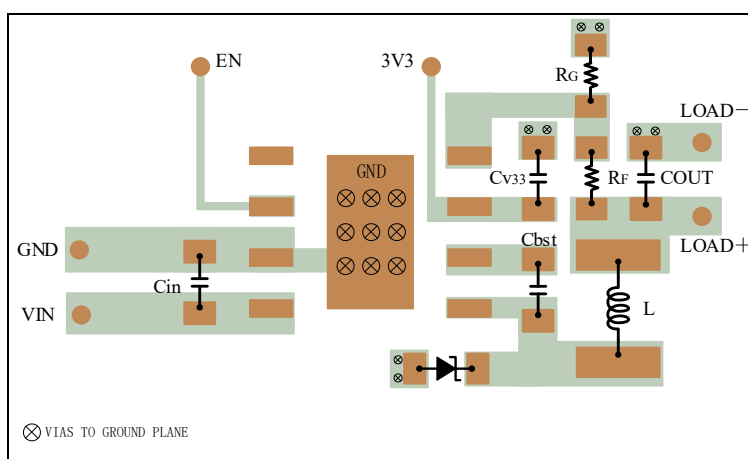 EN
3V3
RG
LOAD－
GND
CV33
RF
COUT
GND
Cbst
LOAD＋
Cin
VIN
L
VIAS TO GROUND PLANE